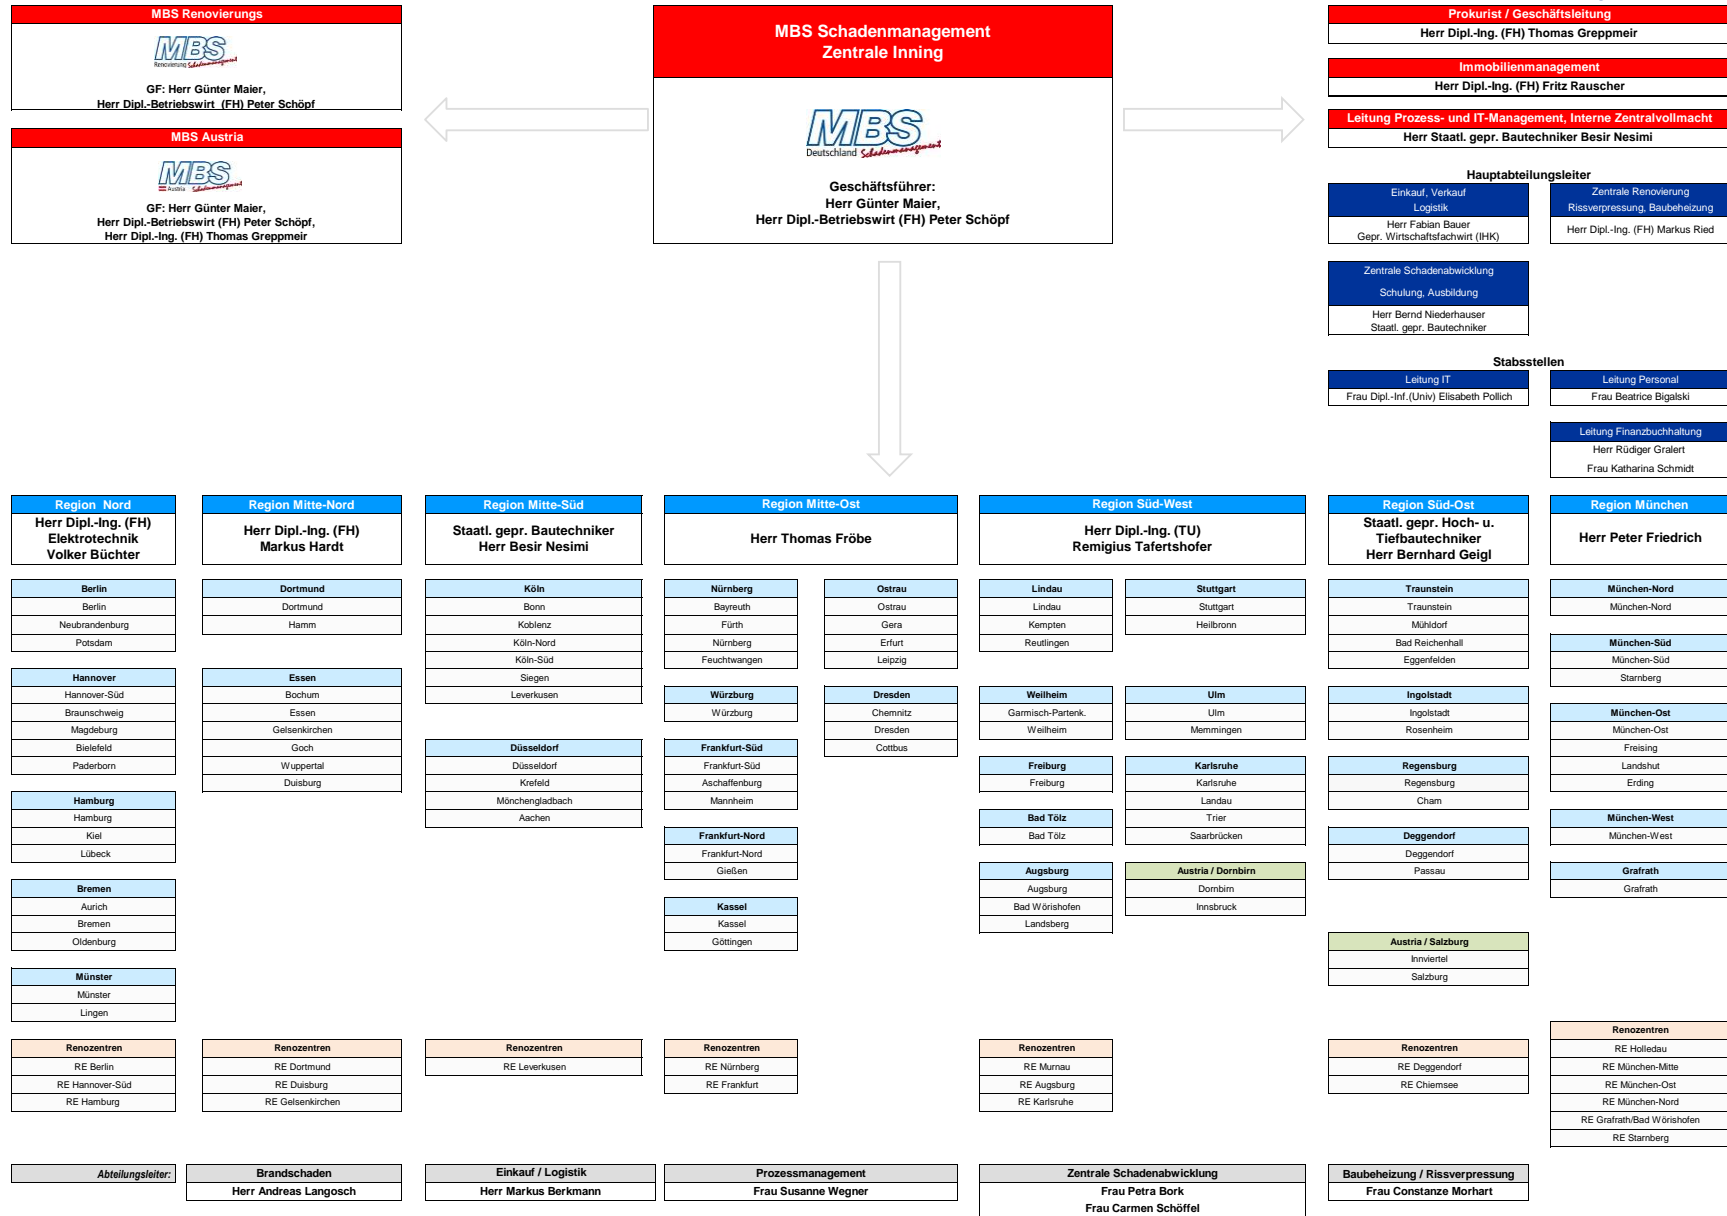 MBS Renovierungs
MBS
Renovierung Schadenmanagement
GF: Herr Günter Maier,
Herr Dipl.-Betriebswirt (FH) Peter Schöpf
MBS Austria
MBS
Austria Schadenmanagement
GF: Herr Günter Maier,
Herr Dipl.-Betriebswirt (FH) Peter Schöpf,
Herr Dipl.-Ing. (FH) Thomas Greppmeir
MBS Schadenmanagement
Zentrale Inning
MBS
Deutschland Schadenmanagement
Geschäftsführer:
Herr Günter Maier,
Herr Dipl.-Betriebswirt (FH) Peter Schöpf
Prokurist / Geschäftsleitung
Herr Dipl.-Ing. (FH) Thomas Greppmeir
Immobilienmanagement
Herr Dipl.-Ing. (FH) Fritz Rauscher
Leitung Prozess- und IT-Management, Interne Zentralvollmacht
Herr Staatl. gepr. Bautechniker Besir Nesimi
Hauptabteilungsleiter
Einkauf, Verkauf
Logistik
Herr Fabian Bauer
Gepr. Wirtschaftsfachwirt (IHK)
Zentrale Renovierung
Rissverpressung, Baubeheizung
Herr Dipl.-Ing. (FH) Markus Ried
Zentrale Schadenabwicklung
Schulung, Ausbildung
Herr Bernd Niederhauser
Staatl. gepr. Bautechniker
Stabsstellen
Leitung IT
Frau Dipl.-Inf.(Univ) Elisabeth Pollich
Leitung Personal
Frau Beatrice Bigalski
Leitung Finanzbuchhaltung
Herr Rüdiger Gralert
Frau Katharina Schmidt
Region Nord
Herr Dipl.-Ing. (FH)
Elektrotechnik
Volker Büchter
Berlin
Berlin
Neubrandenburg
Potsdam
Hannover
Hannover-Süd
Braunschweig
Magdeburg
Bielefeld
Paderborn
Hamburg
Hamburg
Kiel
Lübeck
Bremen
Aurich
Bremen
Oldenburg
Münster
Münster
Lingen
Renozentren
RE Berlin
RE Hannover-Süd
RE Hamburg
Region Mitte-Nord
Herr Dipl.-Ing. (FH)
Markus Hardt
Dortmund
Dortmund
Hamm
Essen
Bochum
Essen
Gelsenkirchen
Goch
Wuppertal
Duisburg
Renozentren
RE Dortmund
RE Duisburg
RE Gelsenkirchen
Region Mitte-Süd
Staatl. gepr. Bautechniker
Herr Besir Nesimi
Köln
Bonn
Koblenz
Köln-Nord
Köln-Süd
Siegen
Leverkusen
Düsseldorf
Düsseldorf
Krefeld
Mönchengladbach
Aachen
Renozentren
RE Leverkusen
Region Mitte-Ost
Herr Thomas Fröbe
Nürnberg
Bayreuth
Fürth
Nürnberg
Feuchtwangen
Würzburg
Würzburg
Frankfurt-Süd
Frankfurt-Süd
Aschaffenburg
Mannheim
Frankfurt-Nord
Frankfurt-Nord
Gießen
Kassel
Kassel
Göttingen
Renozentren
RE Nürnberg
RE Frankfurt
Ostrau
Ostrau
Gera
Erfurt
Leipzig
Dresden
Chemnitz
Dresden
Cottbus
Region Süd-West
Herr Dipl.-Ing. (TU)
Remigius Tafertshofer
Lindau
Lindau
Kempten
Reutlingen
Weilheim
Garmisch-Partenk.
Weilheim
Freiburg
Freiburg
Bad Tölz
Bad Tölz
Augsburg
Augsburg
Bad Wörishofen
Landsberg
Renozentren
RE Murnau
RE Augsburg
RE Karlsruhe
Stuttgart
Stuttgart
Heilbronn
Ulm
Ulm
Memmingen
Karlsruhe
Karlsruhe
Landau
Trier
Saarbrücken
Austria / Dornbirn
Dornbirn
Innsbruck
Region Süd-Ost
Staatl. gepr. Hoch- u.
Tiefbautechniker
Herr Bernhard Geigl
Traunstein
Traunstein
Mühldorf
Bad Reichenhall
Eggenfelden
Ingolstadt
Ingolstadt
Rosenheim
Regensburg
Regensburg
Cham
Deggendorf
Deggendorf
Passau
Austria / Salzburg
Innviertel
Salzburg
Renozentren
RE Deggendorf
RE Chiemsee
Region München
Herr Peter Friedrich
München-Nord
München-Nord
München-Süd
München-Süd
Starnberg
München-Ost
München-Ost
Freising
Landshut
Erding
München-West
München-West
Grafrath
Grafrath
Renozentren
RE Holledau
RE München-Mitte
RE München-Ost
RE München-Nord
RE Grafrath/Bad Wörishofen
RE Starnberg
Abteilungsleiter:
Brandschaden
Herr Andreas Langosch
Einkauf / Logistik
Herr Markus Berkmann
Prozessmanagement
Frau Susanne Wegner
Zentrale Schadenabwicklung
Frau Petra Bork
Frau Carmen Schöffel
Baubeheizung / Rissverpressung
Frau Constanze Morhart